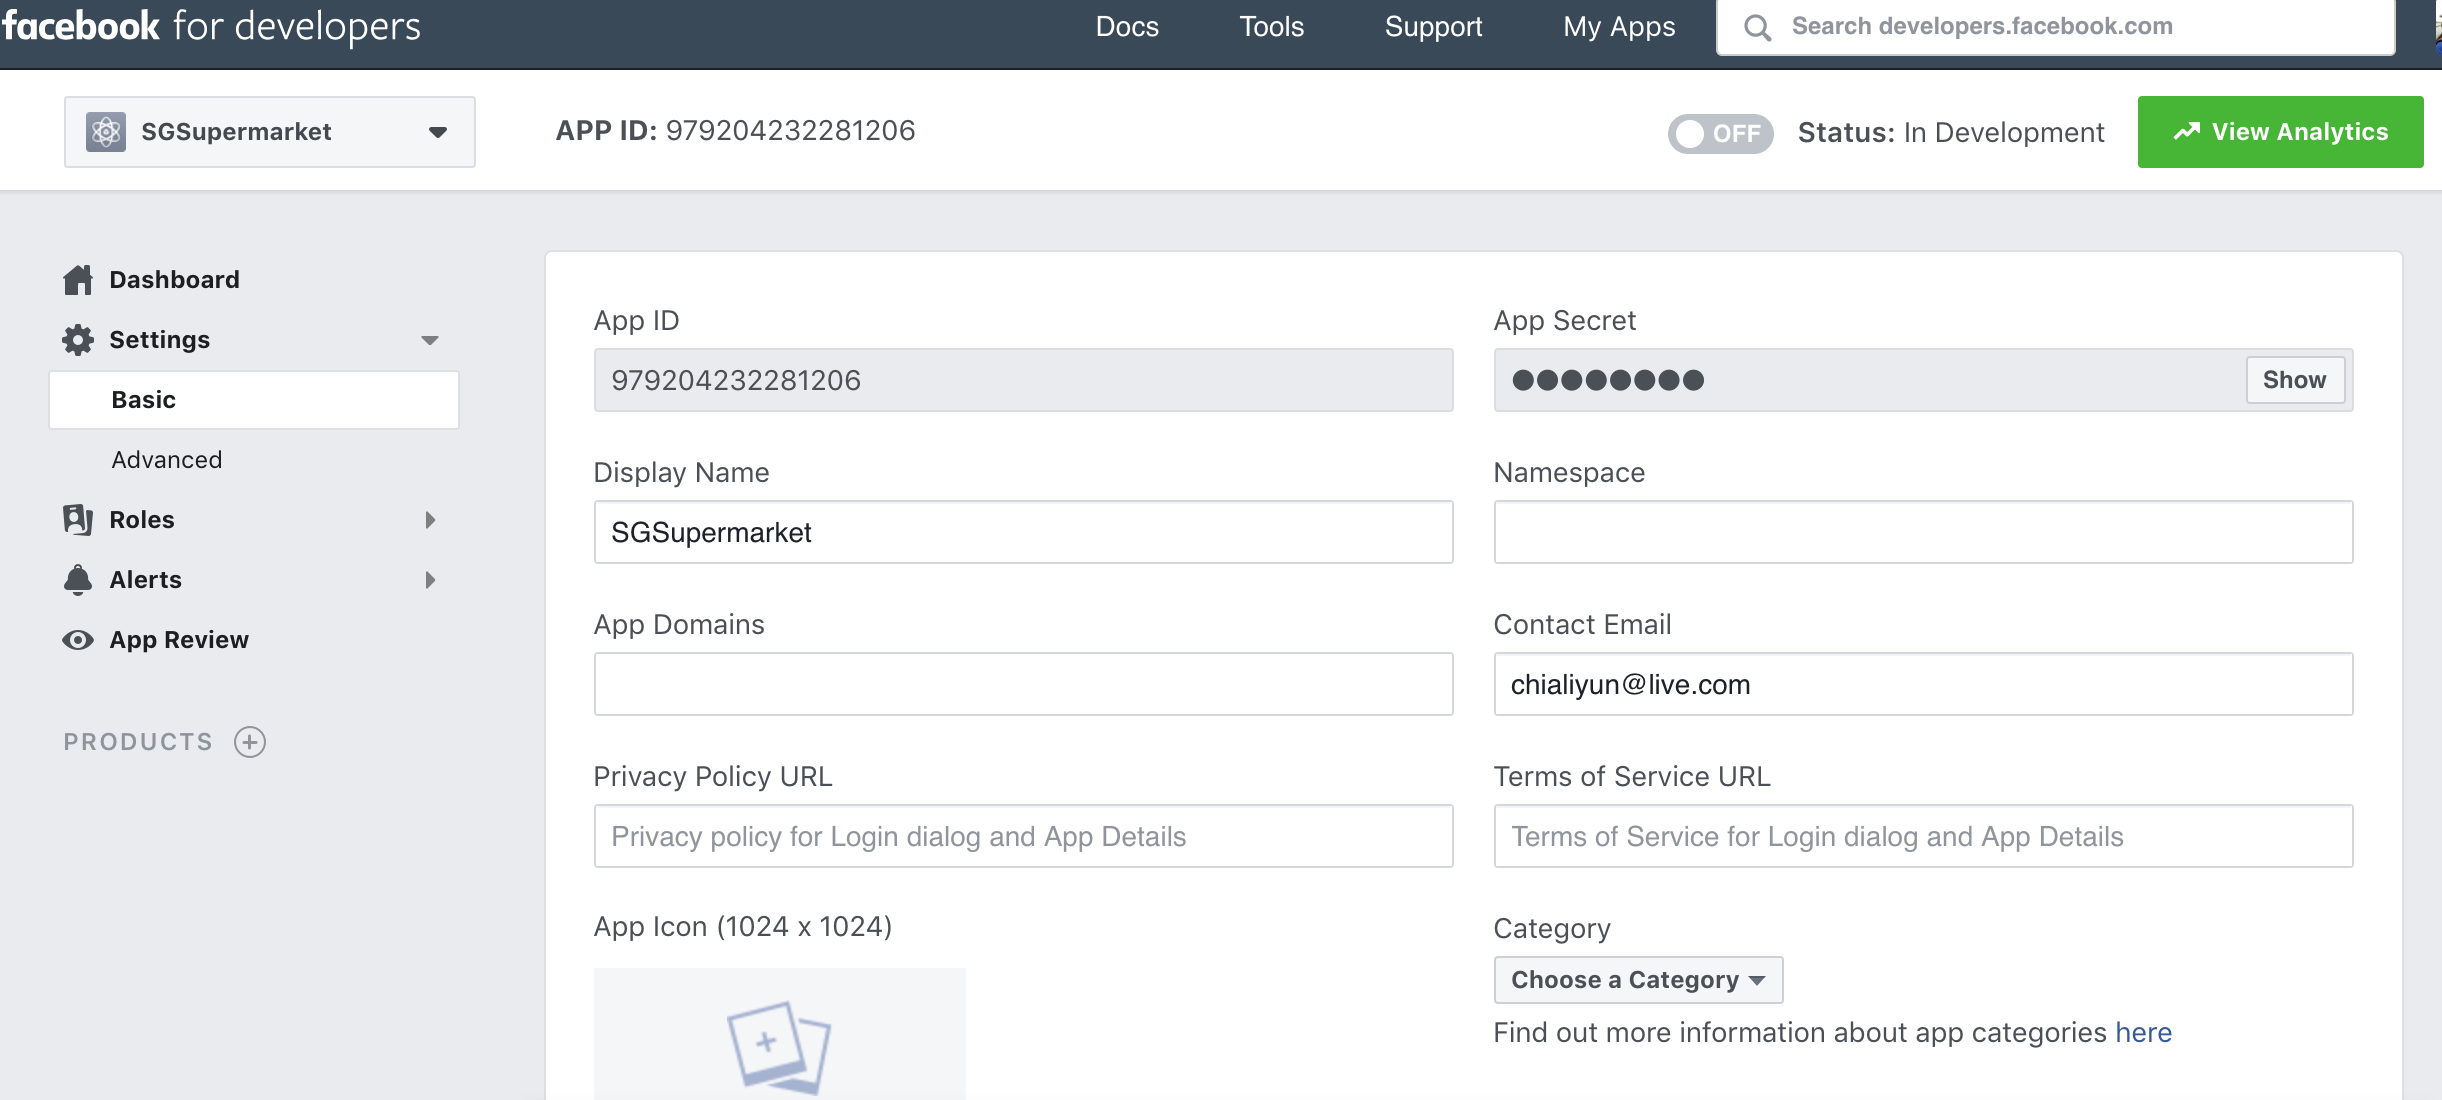 facebook for developers
Docs
Tools
Support
My Apps
Search developers.facebook.com
SGSupermarket
APP ID: 979204232281206
OFF
Status: In Development
View Analytics
Dashboard
Settings
Basic
Advanced
Roles
Alerts
App Review
PRODUCTS
App ID
979204232281206
App Secret
●●●●●●●●
Show
Display Name
SGSupermarket
Namespace
App Domains
Contact Email
chialiyun@live.com
Privacy Policy URL
Privacy policy for Login dialog and App Details
Terms of Service URL
Terms of Service for Login dialog and App Details
App Icon (1024 x 1024)
Category
Choose a Category
Find out more information about app categories here